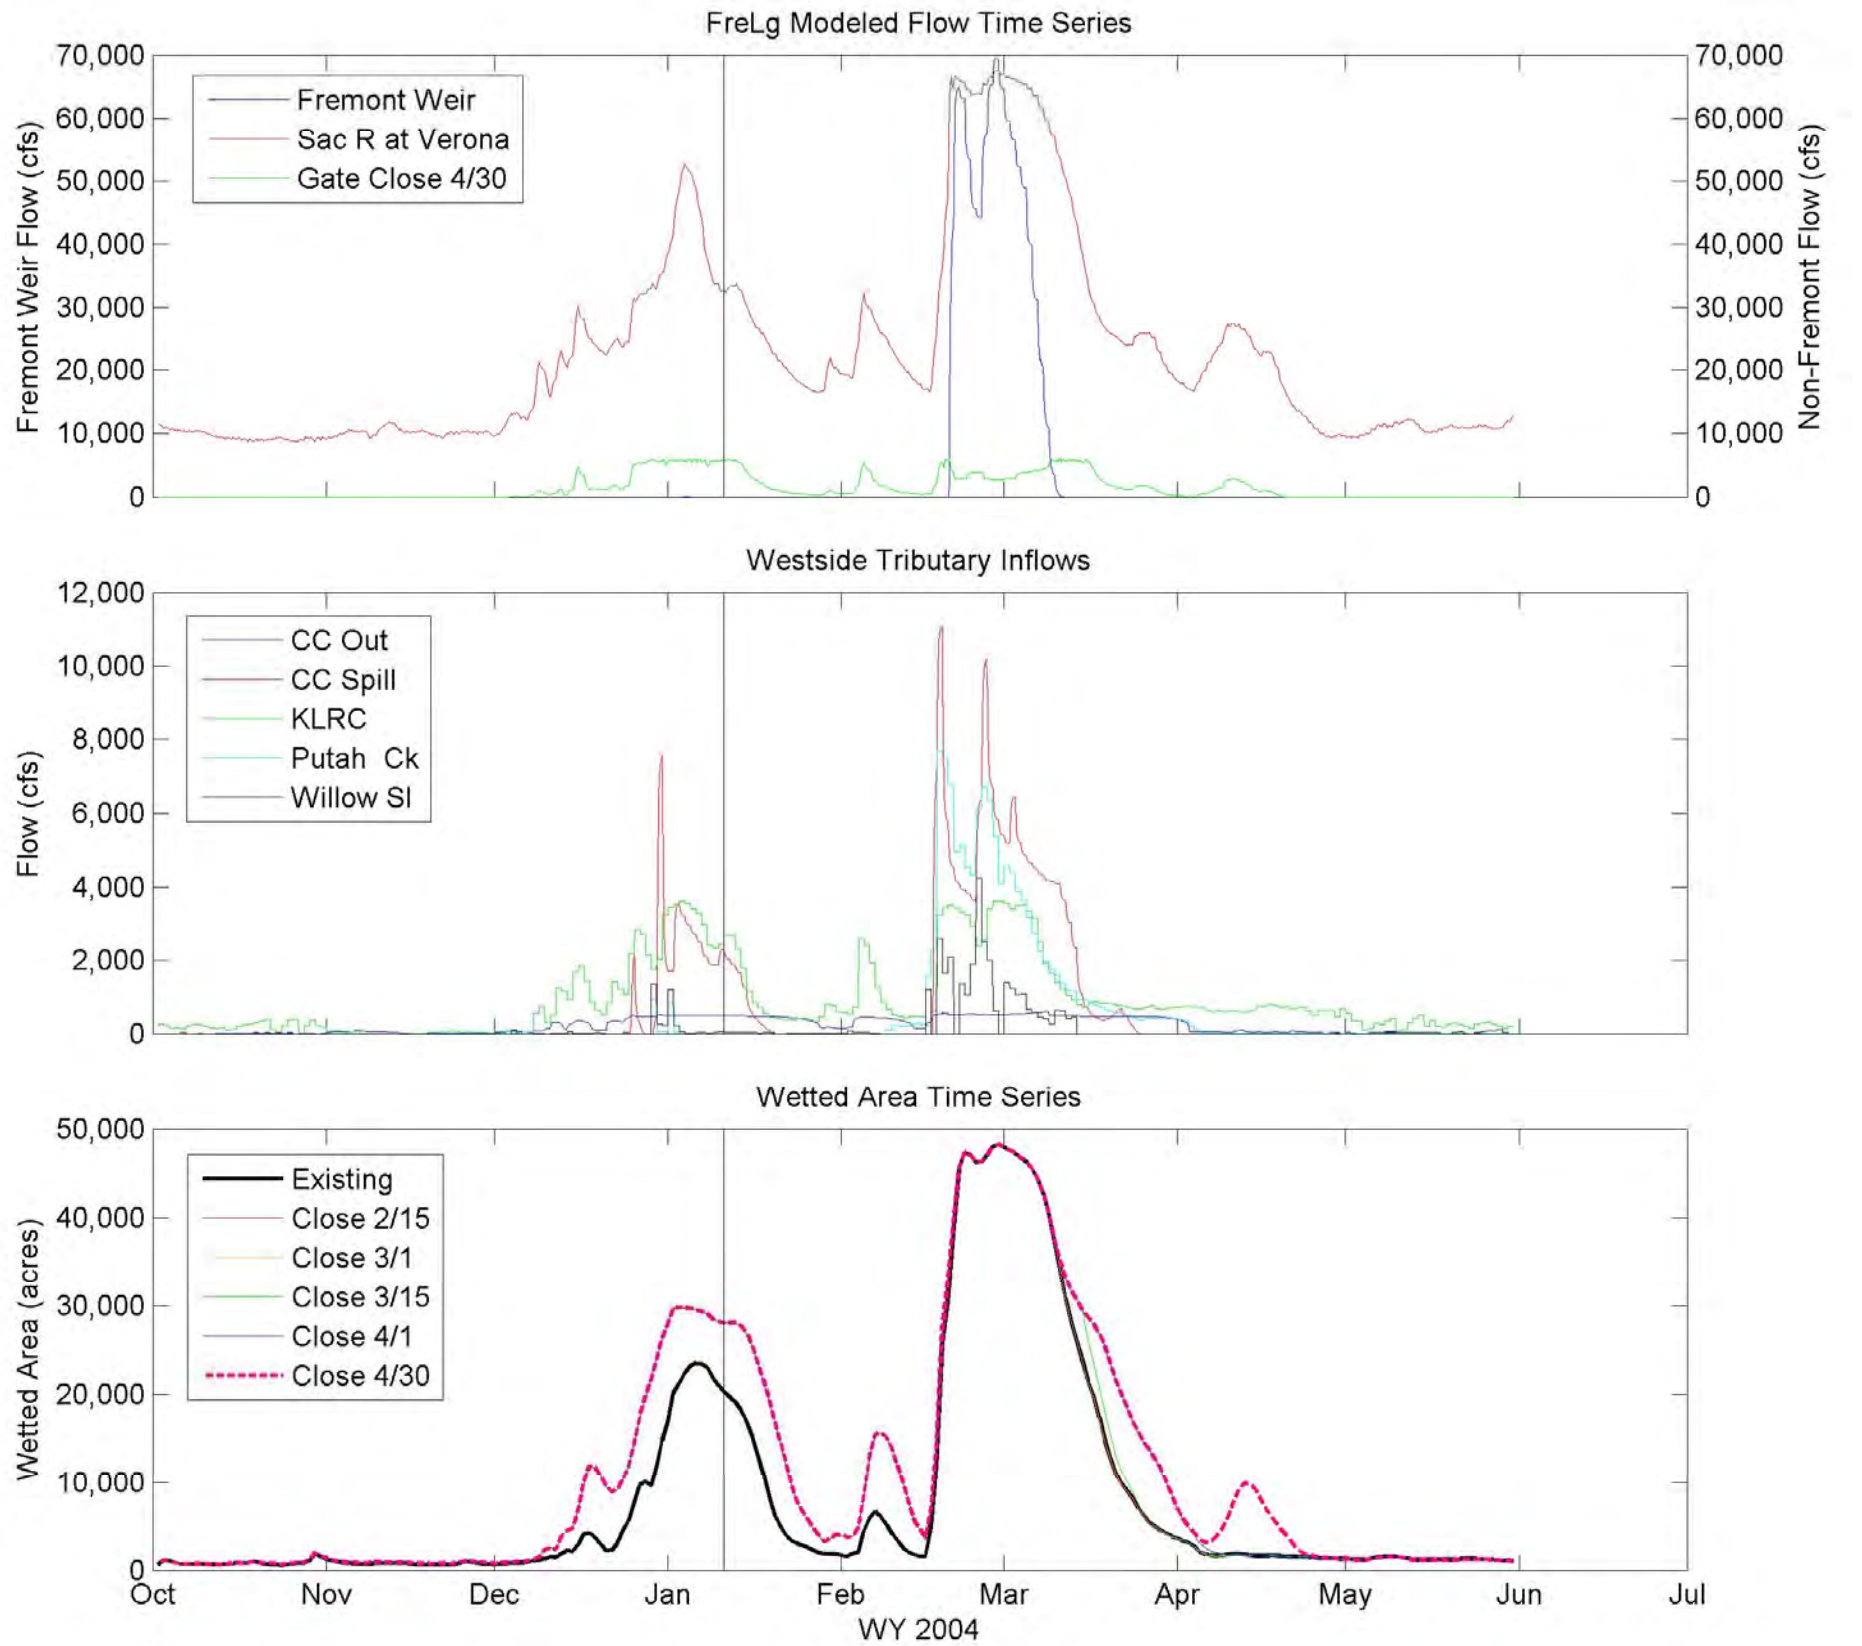 FreLg Modeled Flow Time Series
70,000
60,000
50,000
40,000
30,000
20,000
10,000
0
Fremont Weir Flow (cfs)
Fremont Weir
Sac R at Verona
Gate Close 4/30
70,000
60,000
50,000
40,000
30,000
20,000
10,000
0
Non-Fremont Flow (cfs)
Westside Tributary Inflows
12,000
10,000
8,000
6,000
4,000
2,000
0
Flow (cfs)
CC Out
CC Spill
KLRC
Putah Ck
Willow Sl
Wetted Area Time Series
50,000
40,000
30,000
20,000
10,000
0
Wetted Area (acres)
Existing
Close 2/15
Close 3/1
Close 3/15
Close 4/1
Close 4/30
Oct Nov Dec Jan Feb Mar Apr May Jun Jul
WY 2004